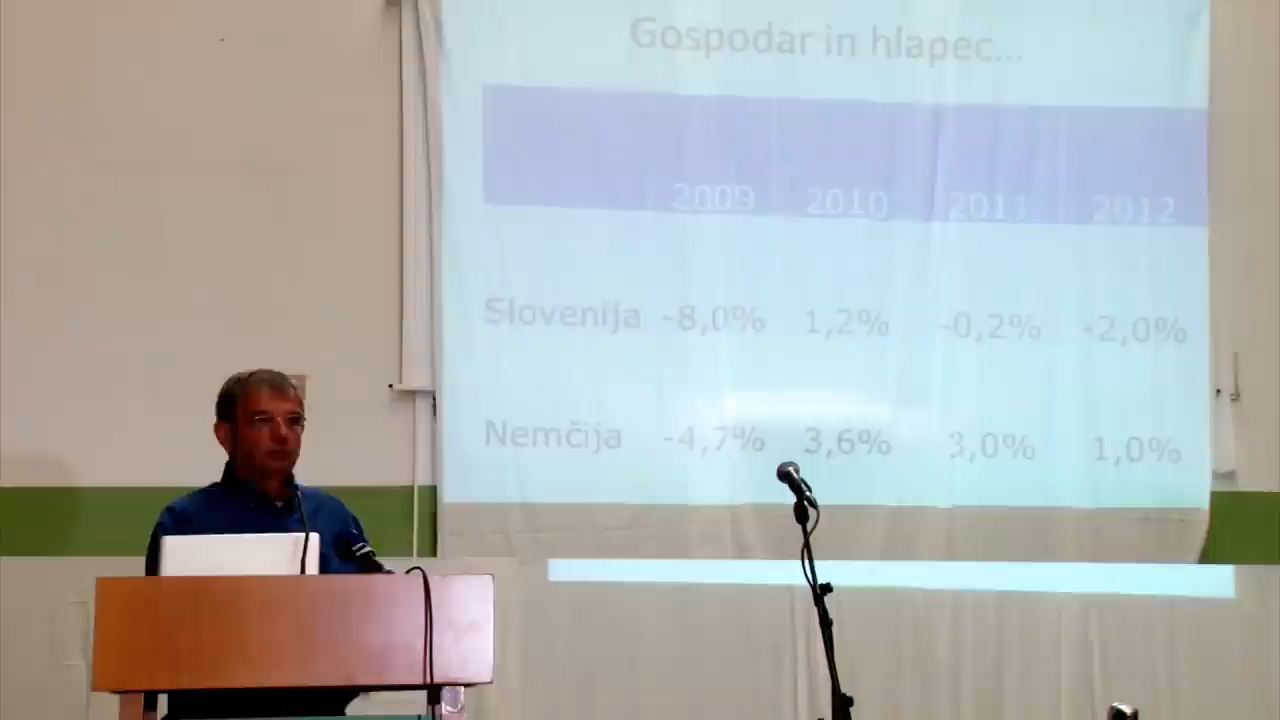 Gospodar in hlapec...
2009 2010 2011 2012
Slovenija -8,0% 1,2% -0,2% -2,0%
Nemčija -4,7% 3,6% 3,0% 1,0%